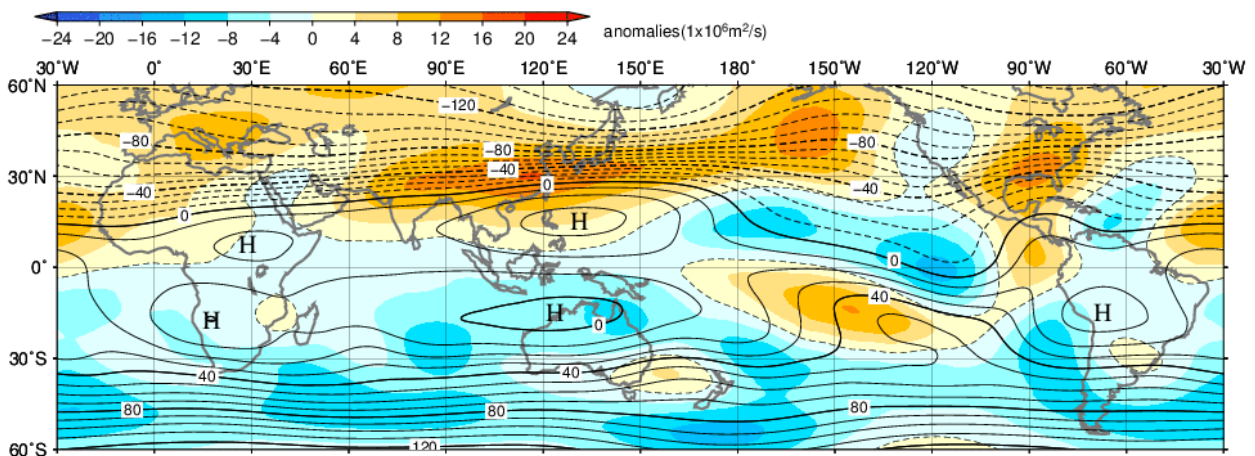 −24 −20 −16 −12 −8 −4 0 4 8 12 16 20 24 anomalies(1x10⁶m²/s)
30°W 0° 30°E 60°E 90°E 120°E 150°E 180° 150°W 120°W 90°W 60°W 30°W
60°N
−120
−80 −80 −80
−40 −40 −40
30°N
0 0
H H
0
0°
40
H H H
0
30°S
40 40
80 80 80
60°S
120